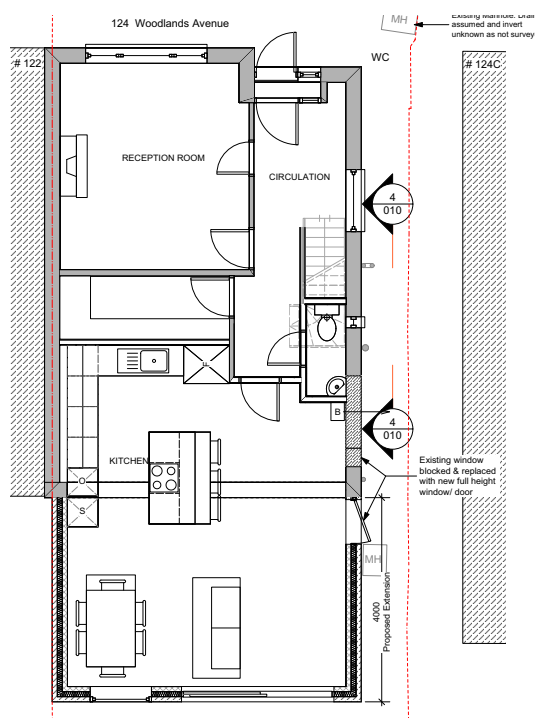 124 Woodlands Avenue
MH
Existing Manhole. Drain
assumed and invert
unknown as not survey
WC
# 122
# 124C
RECEPTION ROOM
CIRCULATION
4
010
F
B
4
010
KITCHEN
Existing window
blocked & replaced
with new full height
window/ door
O
S
MH
4000
Proposed Extension